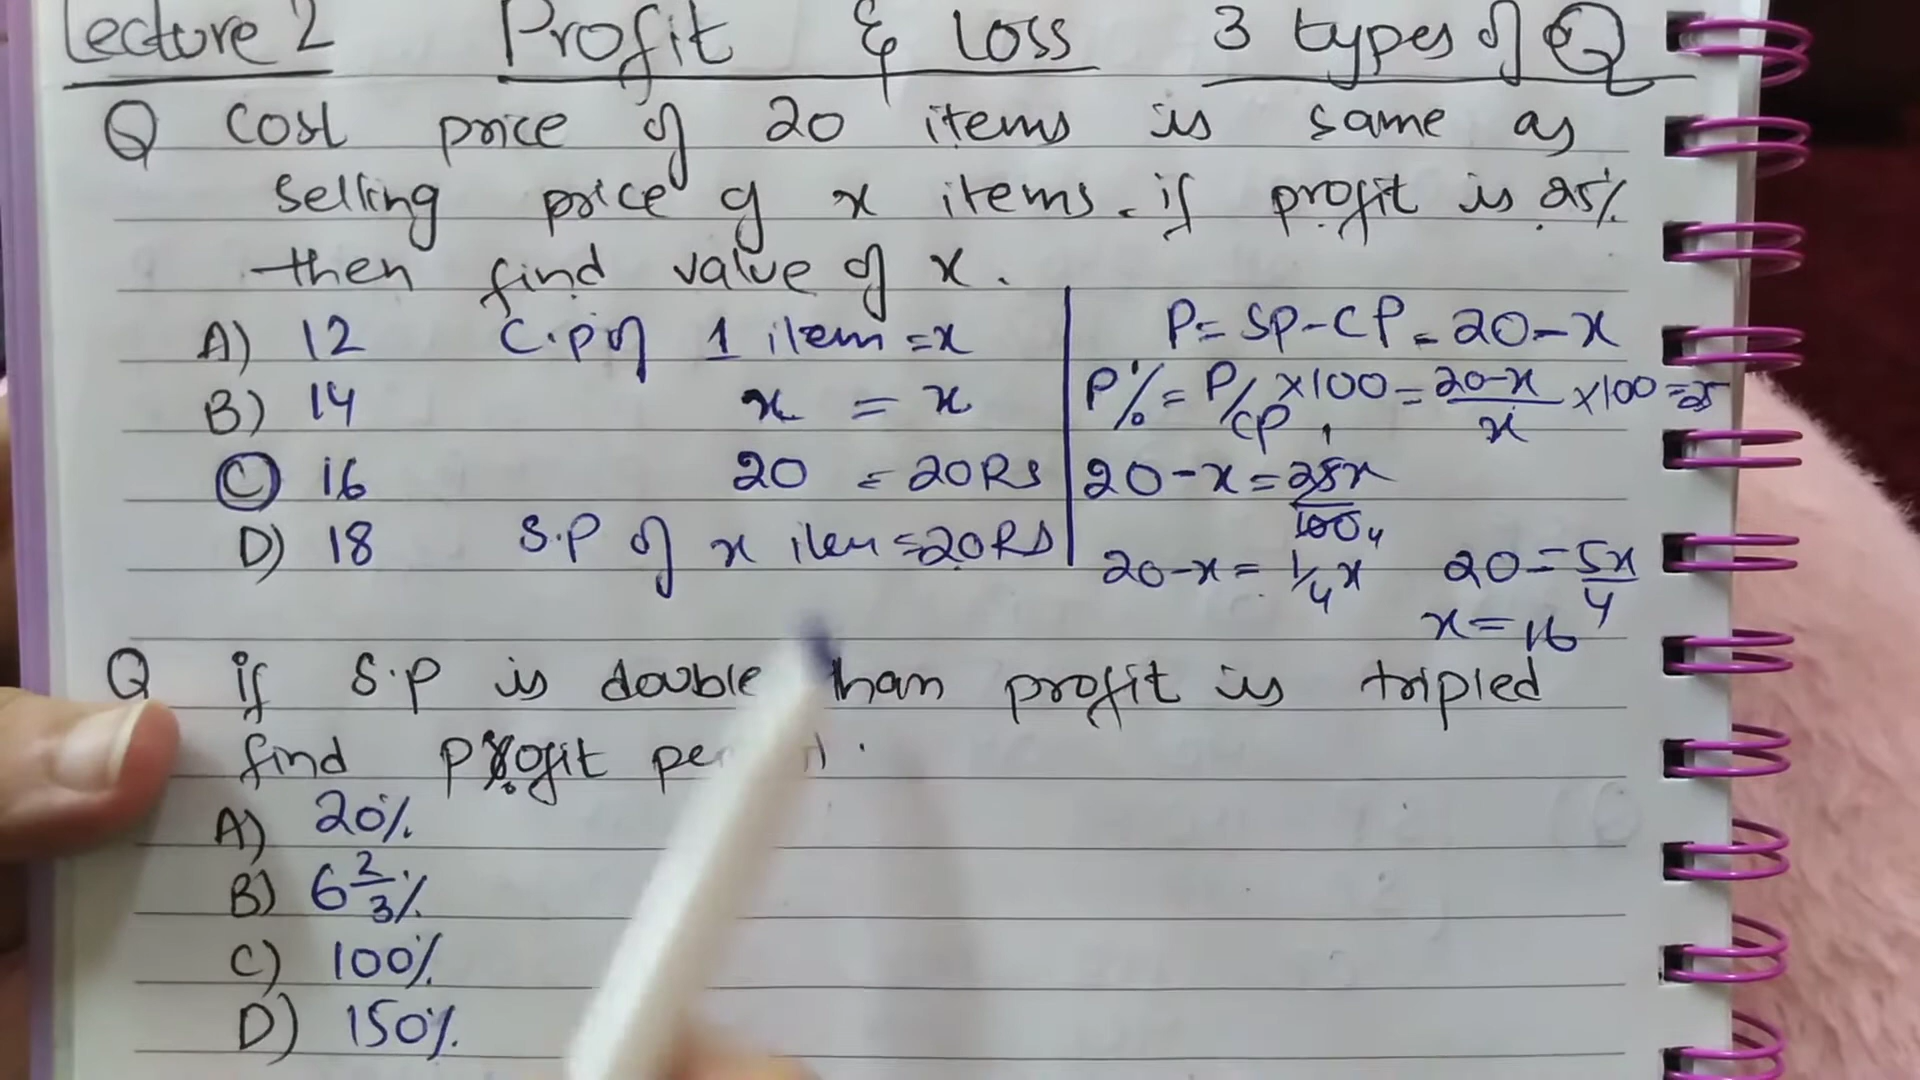 Lecture 2 Profit & Loss 3 types of Q
Q Cost price of 20 items is same as
selling price of x items. if profit is 25%
then find value of x.
A) 12
B) 14
C) 16
D) 18
C.P of 1 item = x
x = x
20 = 20RS
S.P of x item = 20RS
P = SP - CP = 20 - x
P% = P/CP × 100 = 20-x/x × 100 = 25
20 - x = 25x/100 1 4
20 - x = 1/4 x
20 = 5x/4
x = 16
Q if S.P is double than profit is tripled
find profit
A) 20%
B) 6 2/3 %
C) 100%
D) 150%